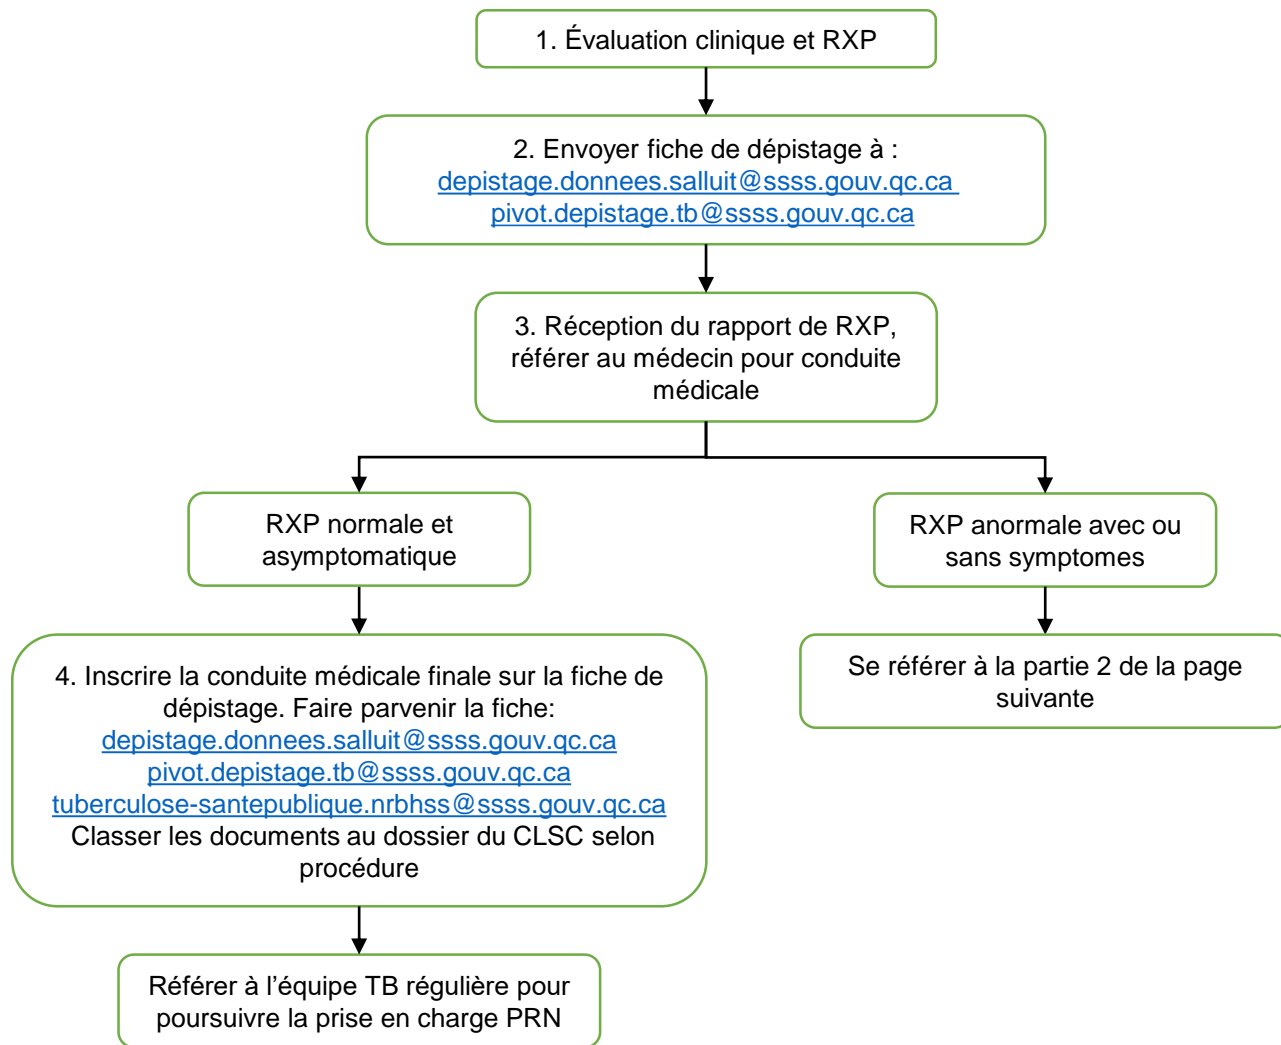 1. Évaluation clinique et RXP
2. Envoyer fiche de dépistage à :
depistage.donnees.salluit@ssss.gouv.qc.ca
pivot.depistage.tb@ssss.gouv.qc.ca
3. Réception du rapport de RXP,
référer au médecin pour conduite
médicale
RXP normale et
asymptomatique
RXP anormale avec ou
sans symptomes
4. Inscrire la conduite médicale finale sur la fiche de
dépistage. Faire parvenir la fiche:
depistage.donnees.salluit@ssss.gouv.qc.ca
pivot.depistage.tb@ssss.gouv.qc.ca
tuberculose-santepublique.nrbhss@ssss.gouv.qc.ca
Classer les documents au dossier du CLSC selon
procédure
Se référer à la partie 2 de la page
suivante
Référer à l’équipe TB régulière pour
poursuivre la prise en charge PRN